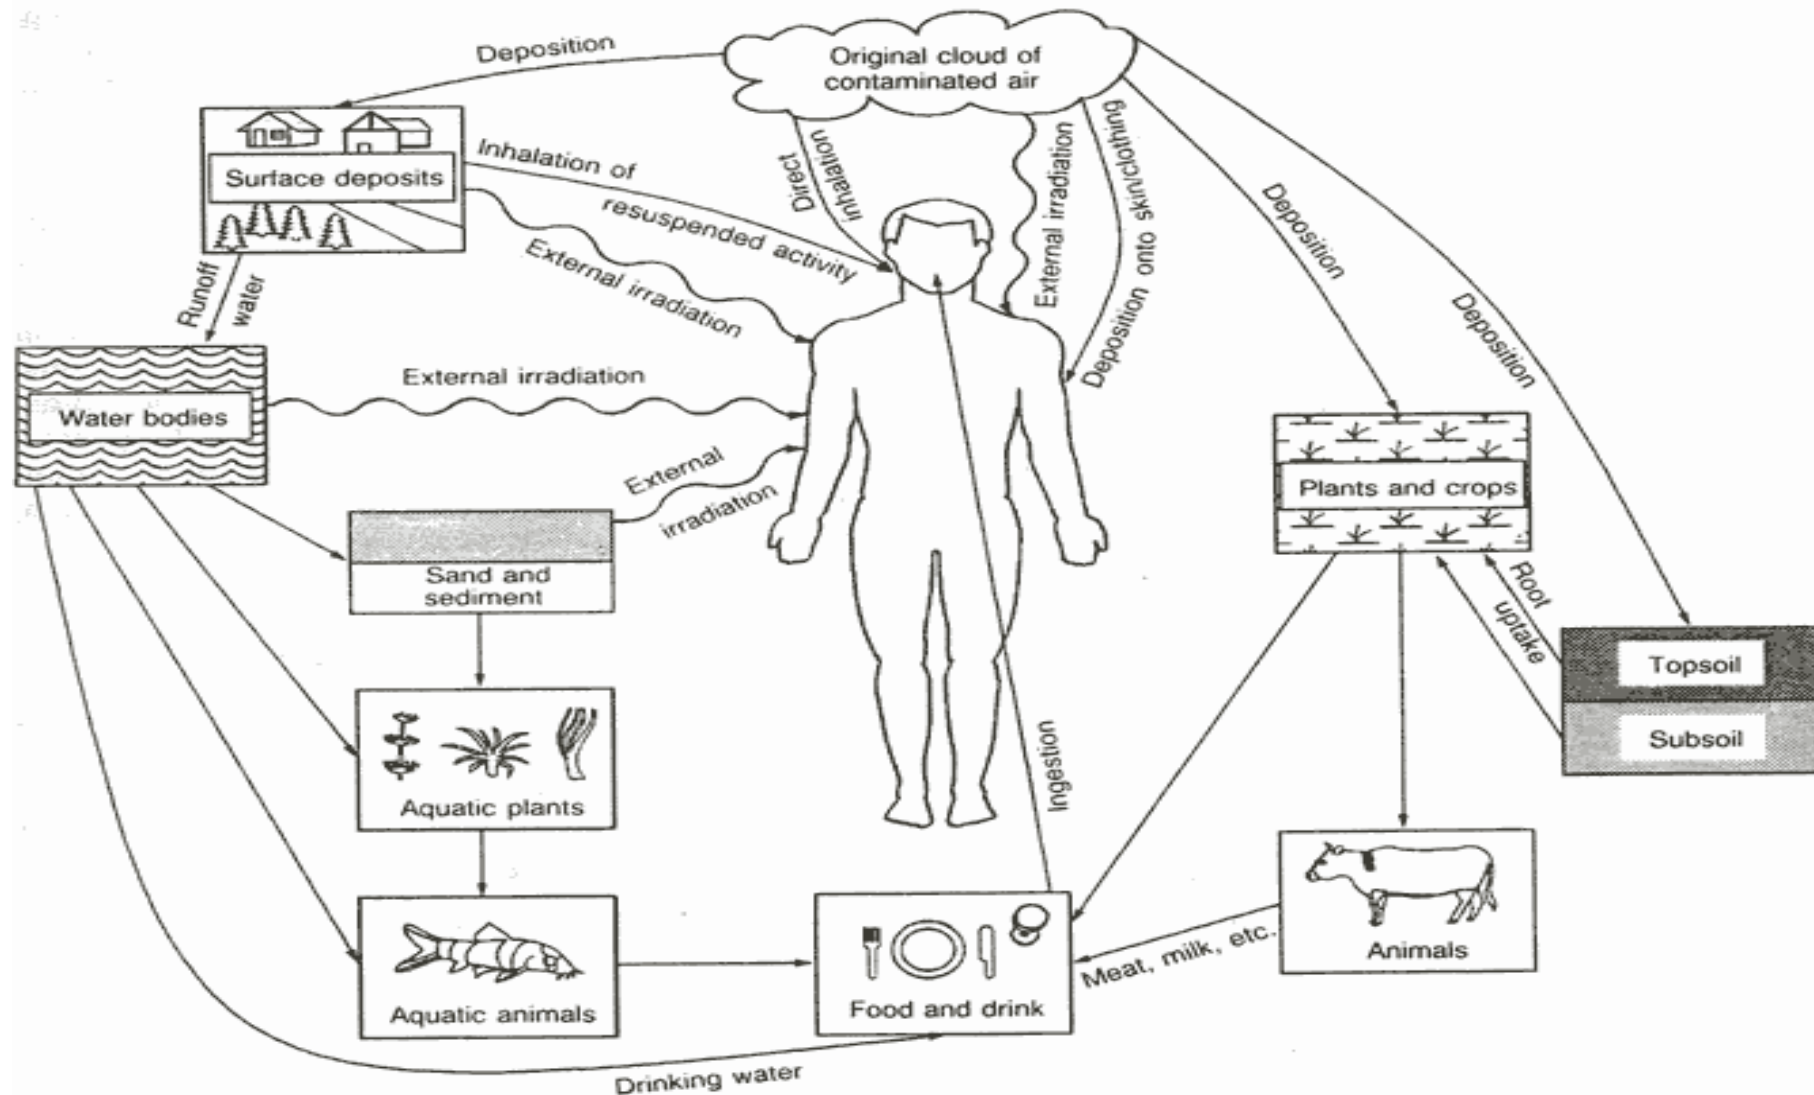 Deposition
Original cloud of
contaminated air
Surface deposits
Inhalation of
resuspended activity
Direct
inhalation
External irradiation
Deposition onto skin/clothing
Deposition
Deposition
External irradiation
Runoff
water
External irradiation
Water bodies
External
irradiation
Plants and crops
Sand and
sediment
Root
uptake
Topsoil
Subsoil
Aquatic plants
Ingestion
Aquatic animals
Food and drink
Meat, milk, etc.
Animals
Drinking water